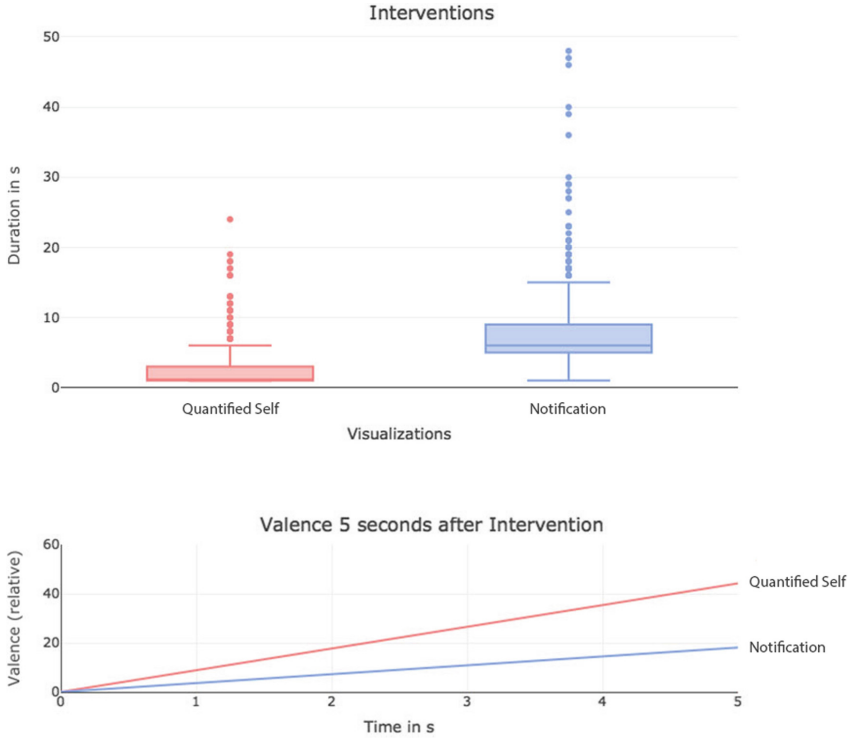 Interventions
50
40
30
20
10
0
Duration in s
Quantified Self
Notification
Visualizations
Valence 5 seconds after Intervention
60
40
20
0
Valence (relative)
Quantified Self
Notification
0 1 2 3 4 5
Time in s